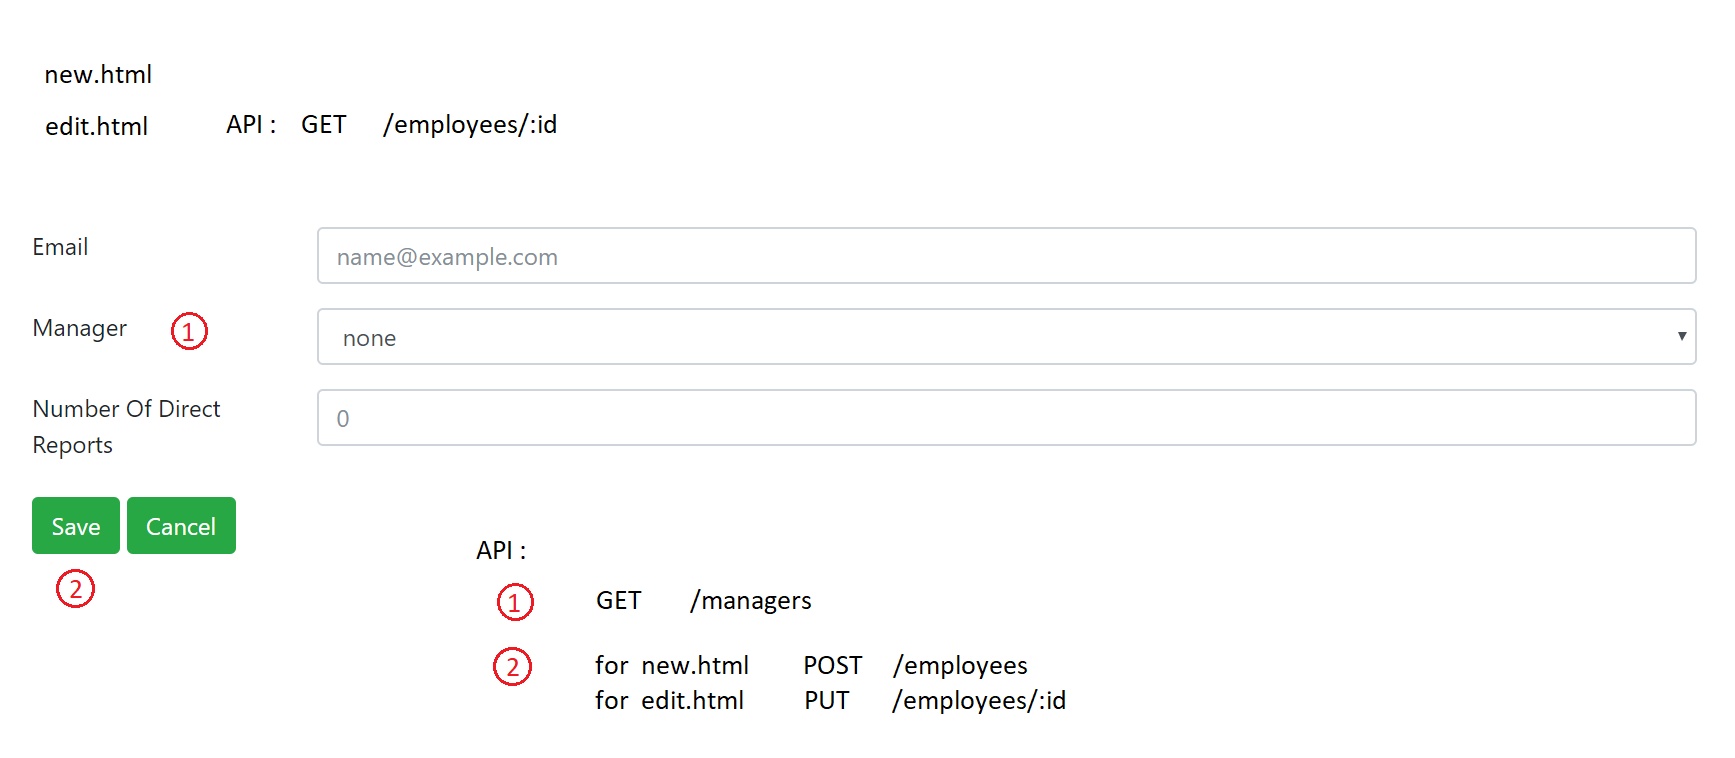 new.html
edit.html API : GET /employees/:id
Email name@example.com
Manager 1 none
Number Of Direct
Reports
0
Save Cancel
2
API :
1 GET /managers
2 for new.html POST /employees
for edit.html PUT /employees/:id